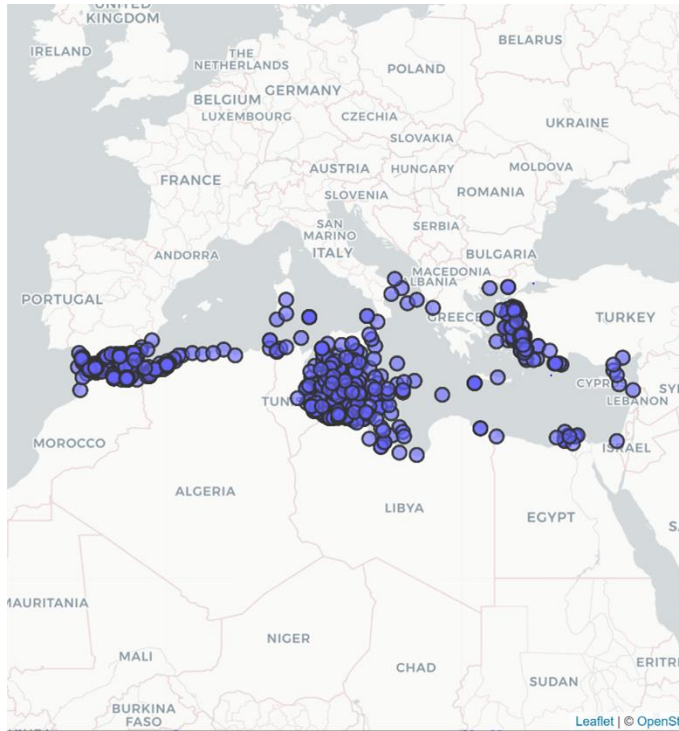 UNITED
KINGDOM
IRELAND
BELARUS
THE
NETHERLANDS
POLAND
GERMANY
BELGIUM
LUXEMBOURG
CZECHIA
UKRAINE
SLOVAKIA
AUSTRIA
HUNGARY
MOLDOVA
FRANCE
SLOVENIA
ROMANIA
SAN
MARINO
SERBIA
ITALY
ANDORRA
BULGARIA
MACEDONIA
LBANIA
PORTUGAL
GREECE
TURKEY
CYPR
SY
TUN
LEBANON
MOROCCO
ISRAEL
ALGERIA
LIBYA
EGYPT
S
MAURITANIA
NIGER
MALI
CHAD
ERITR
SUDAN
BURKINA
FASO
Leaflet | © OpenSt